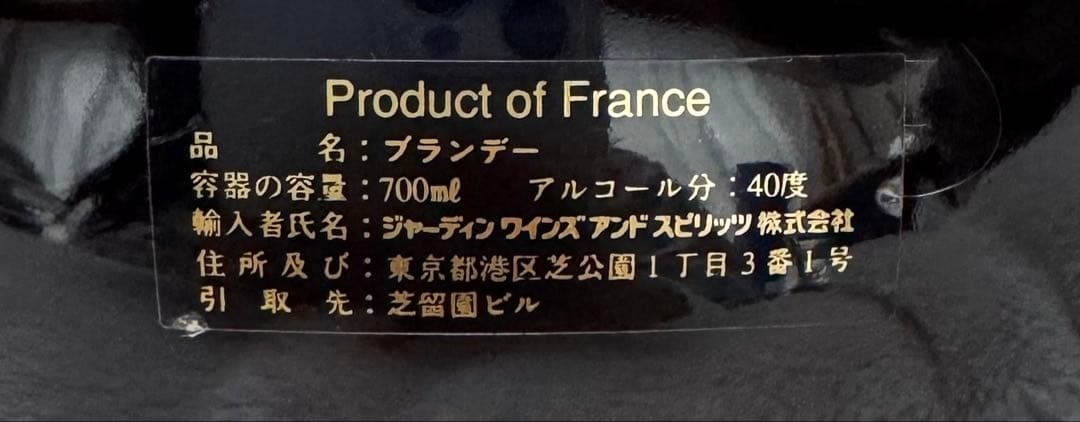 Product of France
品名：ブランデー
容器の容量：700mℓ アルコール分：40度
輸入者氏名：ジャーディン ワインズ アンド スピリッツ 株式会社
住所及び：東京都港区芝公園1丁目3番1号
引取先：芝留園ビル